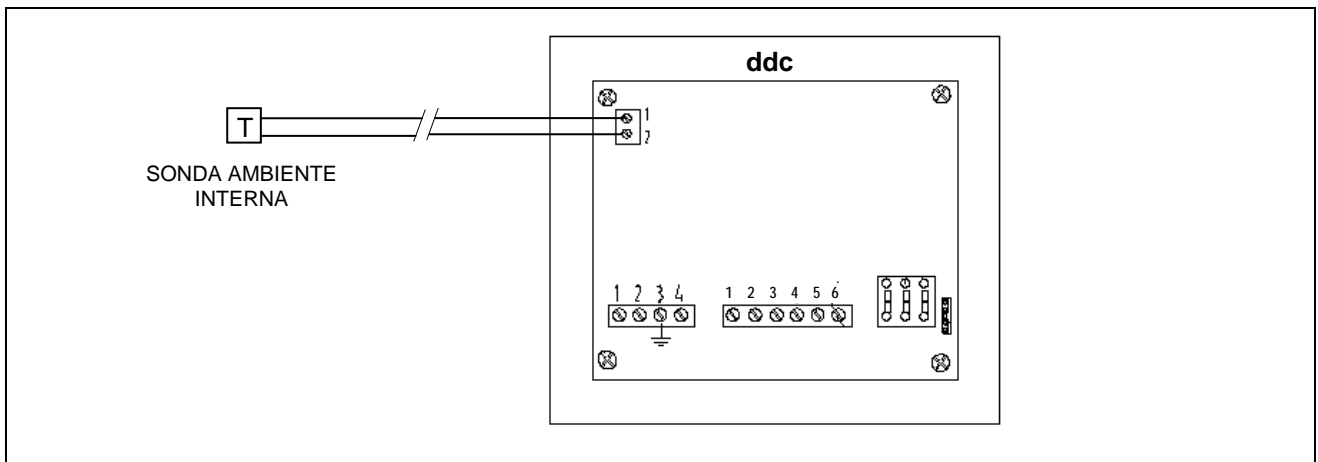 ddc
1
2
T
SONDA AMBIENTE
INTERNA
1 2 3 4
1 2 3 4 5 6